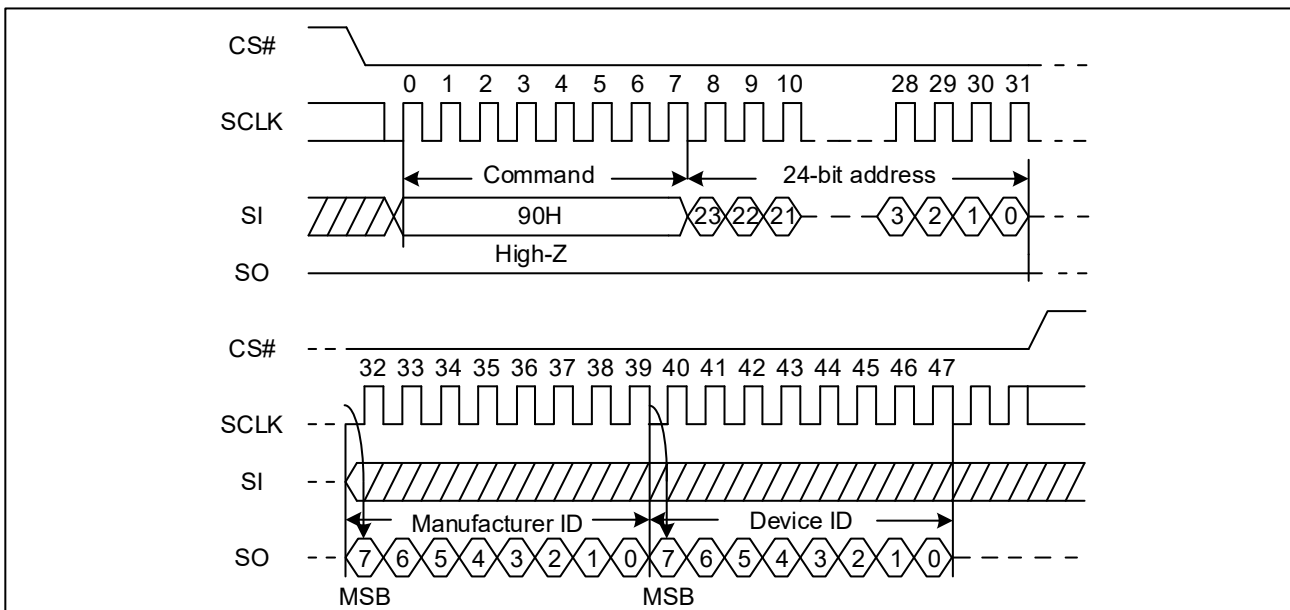 CS#
0 1 2 3 4 5 6 7 8 9 10 28 29 30 31
SCLK
Command 24-bit address
SI 90H 23 22 21 3 2 1 0
High-Z
SO
CS#
32 33 34 35 36 37 38 39 40 41 42 43 44 45 46 47
SCLK
SI
Manufacturer ID Device ID
SO 7 6 5 4 3 2 1 0 7 6 5 4 3 2 1 0
MSB MSB